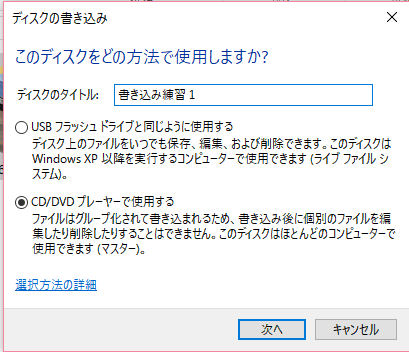 ディスクの書き込み
このディスクをどの方法で使用しますか?
ディスクのタイトル: 書き込み練習 1
USB フラッシュ ドライブと同じように使用する
ディスク上のファイルをいつでも保存、編集、および削除できます。このディスクは
Windows XP 以降を実行するコンピューターで使用できます (ライブ ファイル シ
ステム)。
CD/DVD プレーヤーで使用する
ファイルはグループ化されて書き込まれるため、書き込み後に個別のファイルを編
集したり削除したりすることはできません。このディスクはほとんどのコンピューターで
使用できます (マスター)。
選択方法の詳細
次へ キャンセル